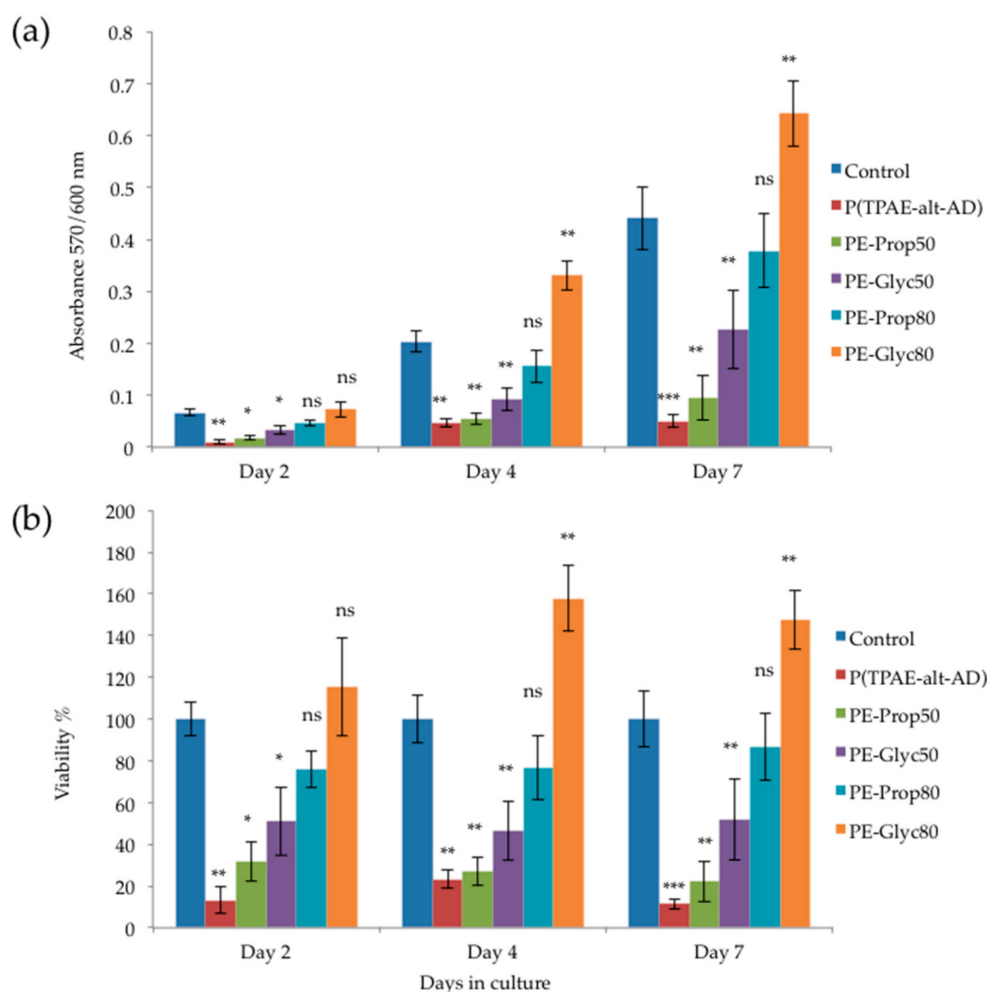 (a)
Absorbance 570/600 nm
0.8
0.7
0.6
0.5
0.4
0.3
0.2
0.1
0
** * * ns ns
** ** ** ns **
*** ** ** ns **
Day 2 Day 4 Day 7
Control
P(TPAE-alt-AD)
PE-Prop50
PE-Glyc50
PE-Prop80
PE-Glyc80
(b)
Viability %
200
180
160
140
120
100
80
60
40
20
0
** * * ns ns
** ** ** ns **
*** ** ** ns **
Day 2 Day 4 Day 7
Days in culture
Control
P(TPAE-alt-AD)
PE-Prop50
PE-Glyc50
PE-Prop80
PE-Glyc80